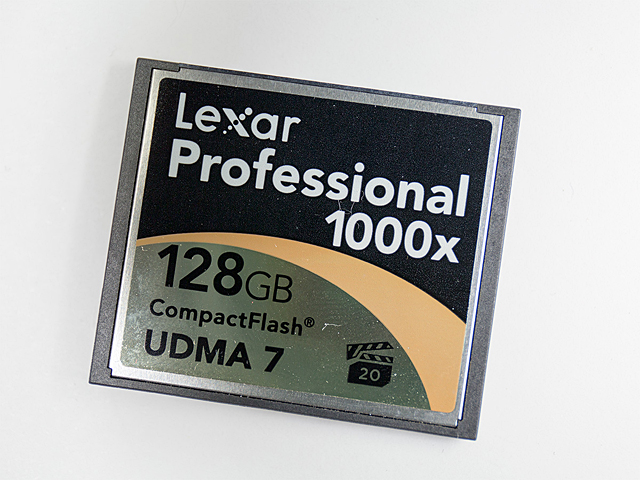 Lexar
Professional
1000x
128GB
CompactFlash®
UDMA 7
20